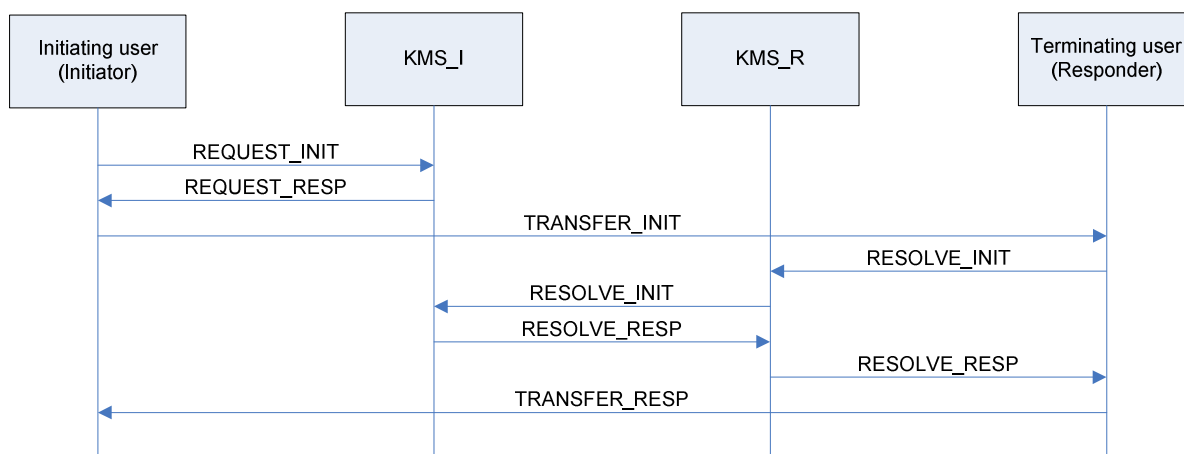 Initiating user
(Initiator)
KMS_I
KMS_R
Terminating user
(Responder)
REQUEST_INIT
REQUEST_RESP
TRANSFER_INIT
RESOLVE_INIT
RESOLVE_INIT
RESOLVE_RESP
RESOLVE_RESP
TRANSFER_RESP